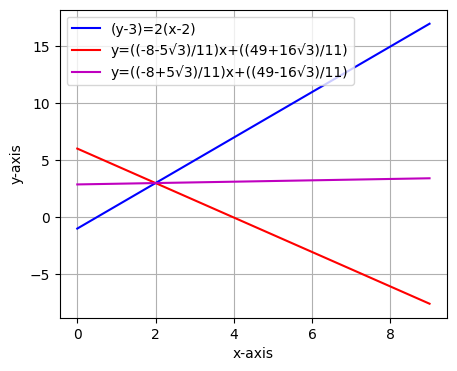 (y-3)=2(x-2)
y=((-8-5√3)/11)x+((49+16√3)/11)
y=((-8+5√3)/11)x+((49-16√3)/11)
15
10
5
0
−5
y-axis
0 2 4 6 8
x-axis